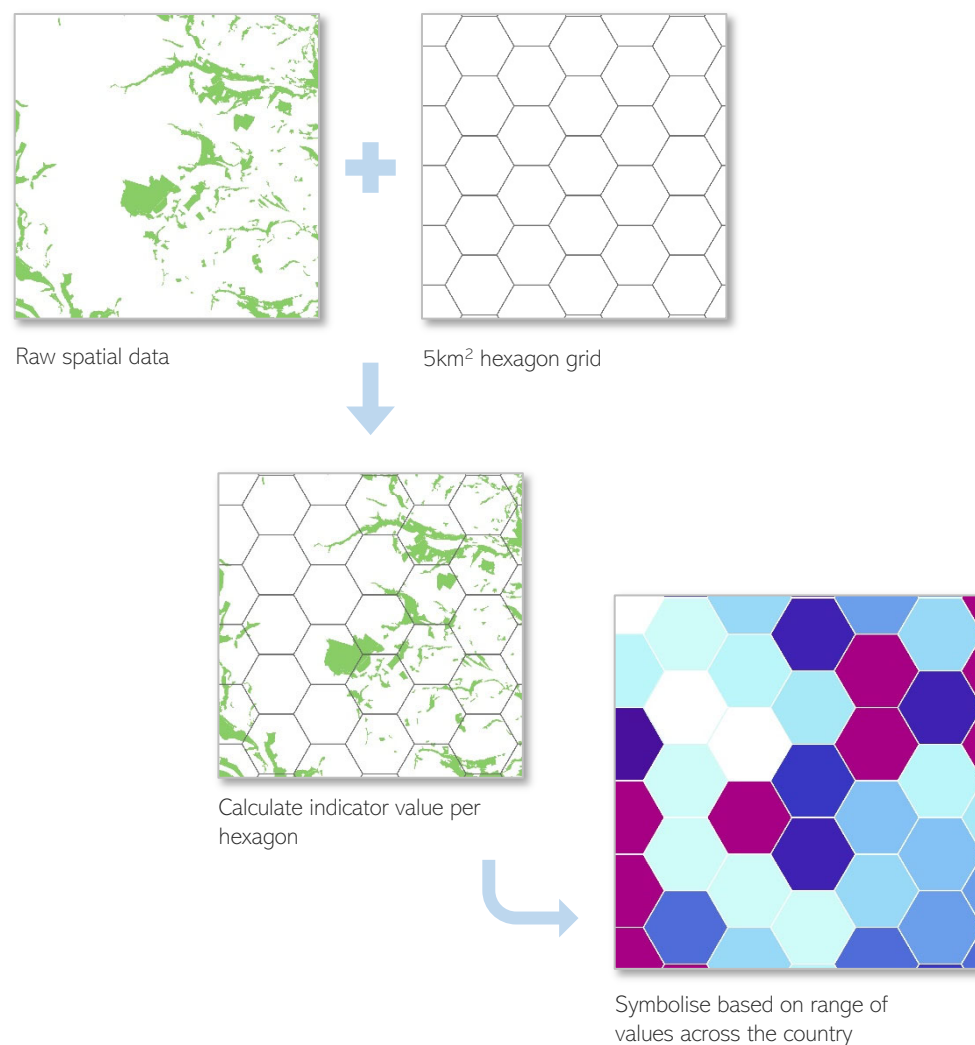 Raw spatial data
5km² hexagon grid
Calculate indicator value per
hexagon
Symbolise based on range of
values across the country